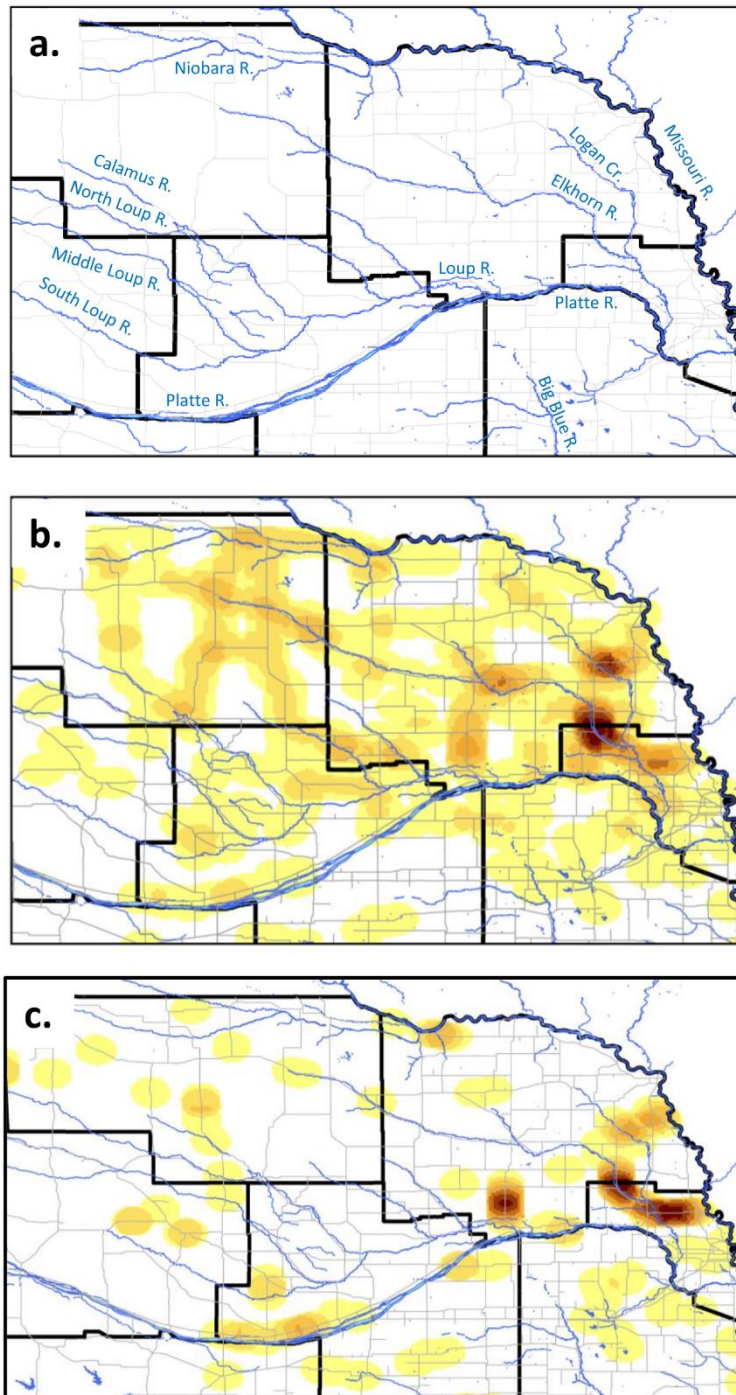 a.
Niobara R.
Logan Cr.
Missouri R.
Calamus R.
North Loup R.
Elkhorn R.
Middle Loup R.
Loup R.
South Loup R.
Platte R.
Platte R.
Big Blue R.
b.
c.